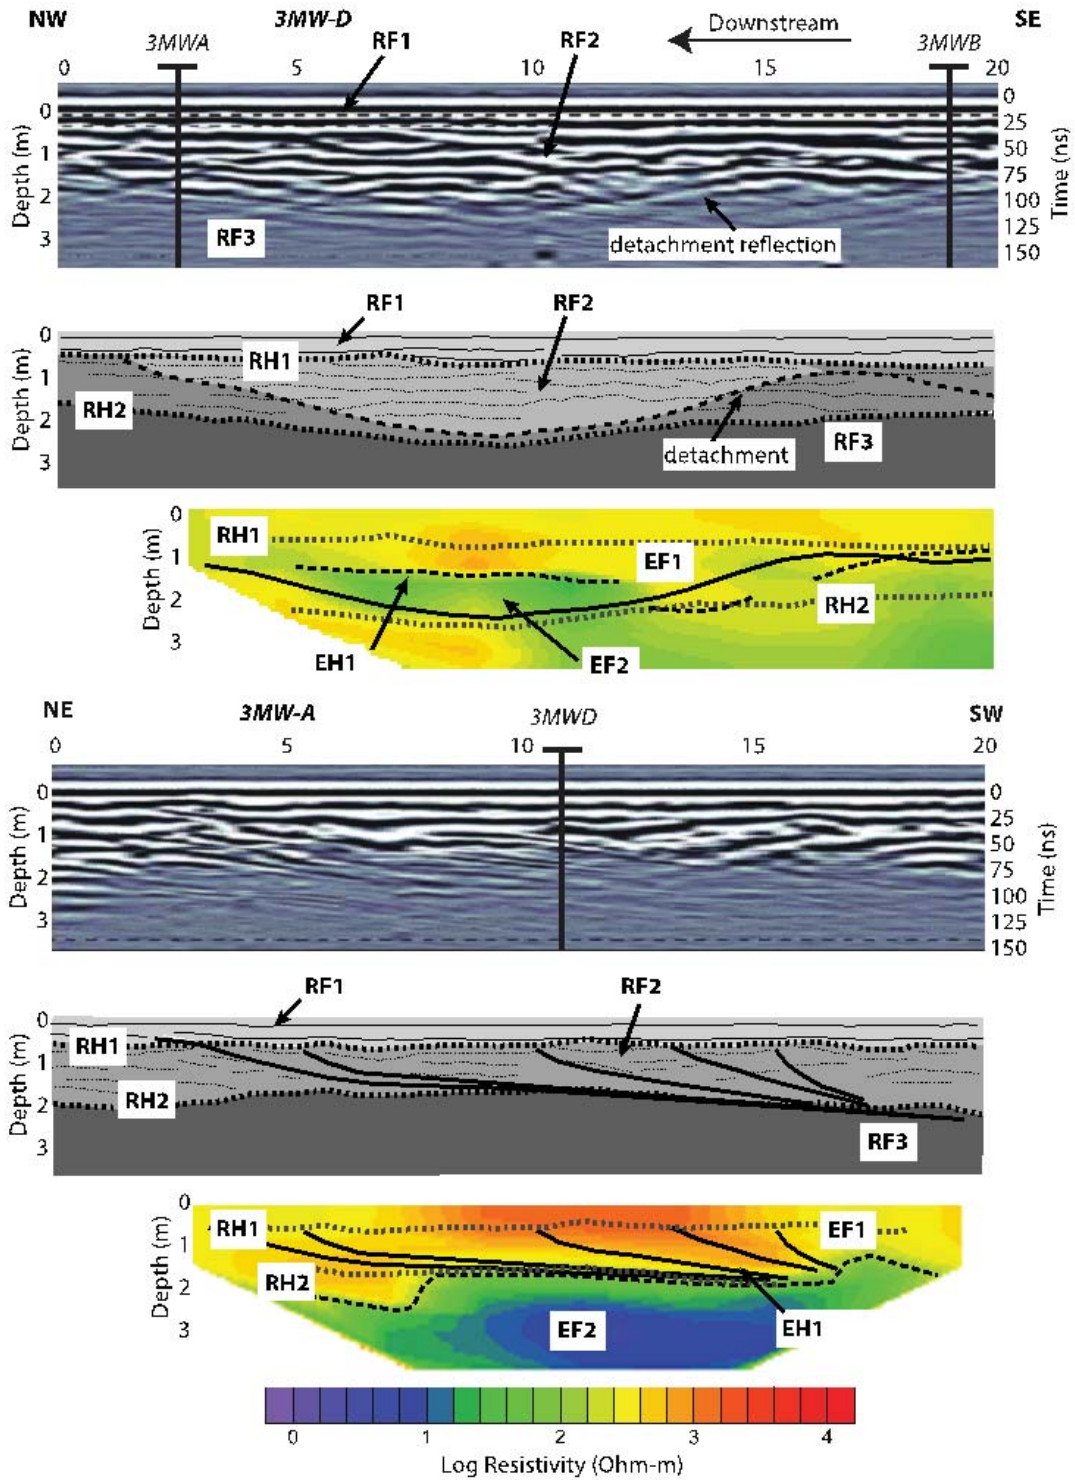 NW 3MW-D SE
3MWA RF1 RF2 Downstream 3MWB
0 5 10 15 20
Depth (m)
0
1
2
3
Time (ns)
0
25
50
75
100
125
150
RF3
detachment reflection
RF1 RF2
Depth (m)
0
1
2
3
RH1
RH2
RF3
detachment
Depth (m)
0
1
2
3
RH1
EF1
RH2
EH1 EF2
NE 3MW-A 3MWD SW
0 5 10 15 20
Depth (m)
0
1
2
3
Time (ns)
0
25
50
75
100
125
150
RF1 RF2
Depth (m)
0
1
2
3
RH1
RH2
RF3
Depth (m)
0
1
2
3
RH1 EF1
RH2
EF2 EH1
0 1 2 3 4
Log Resistivity (Ohm-m)